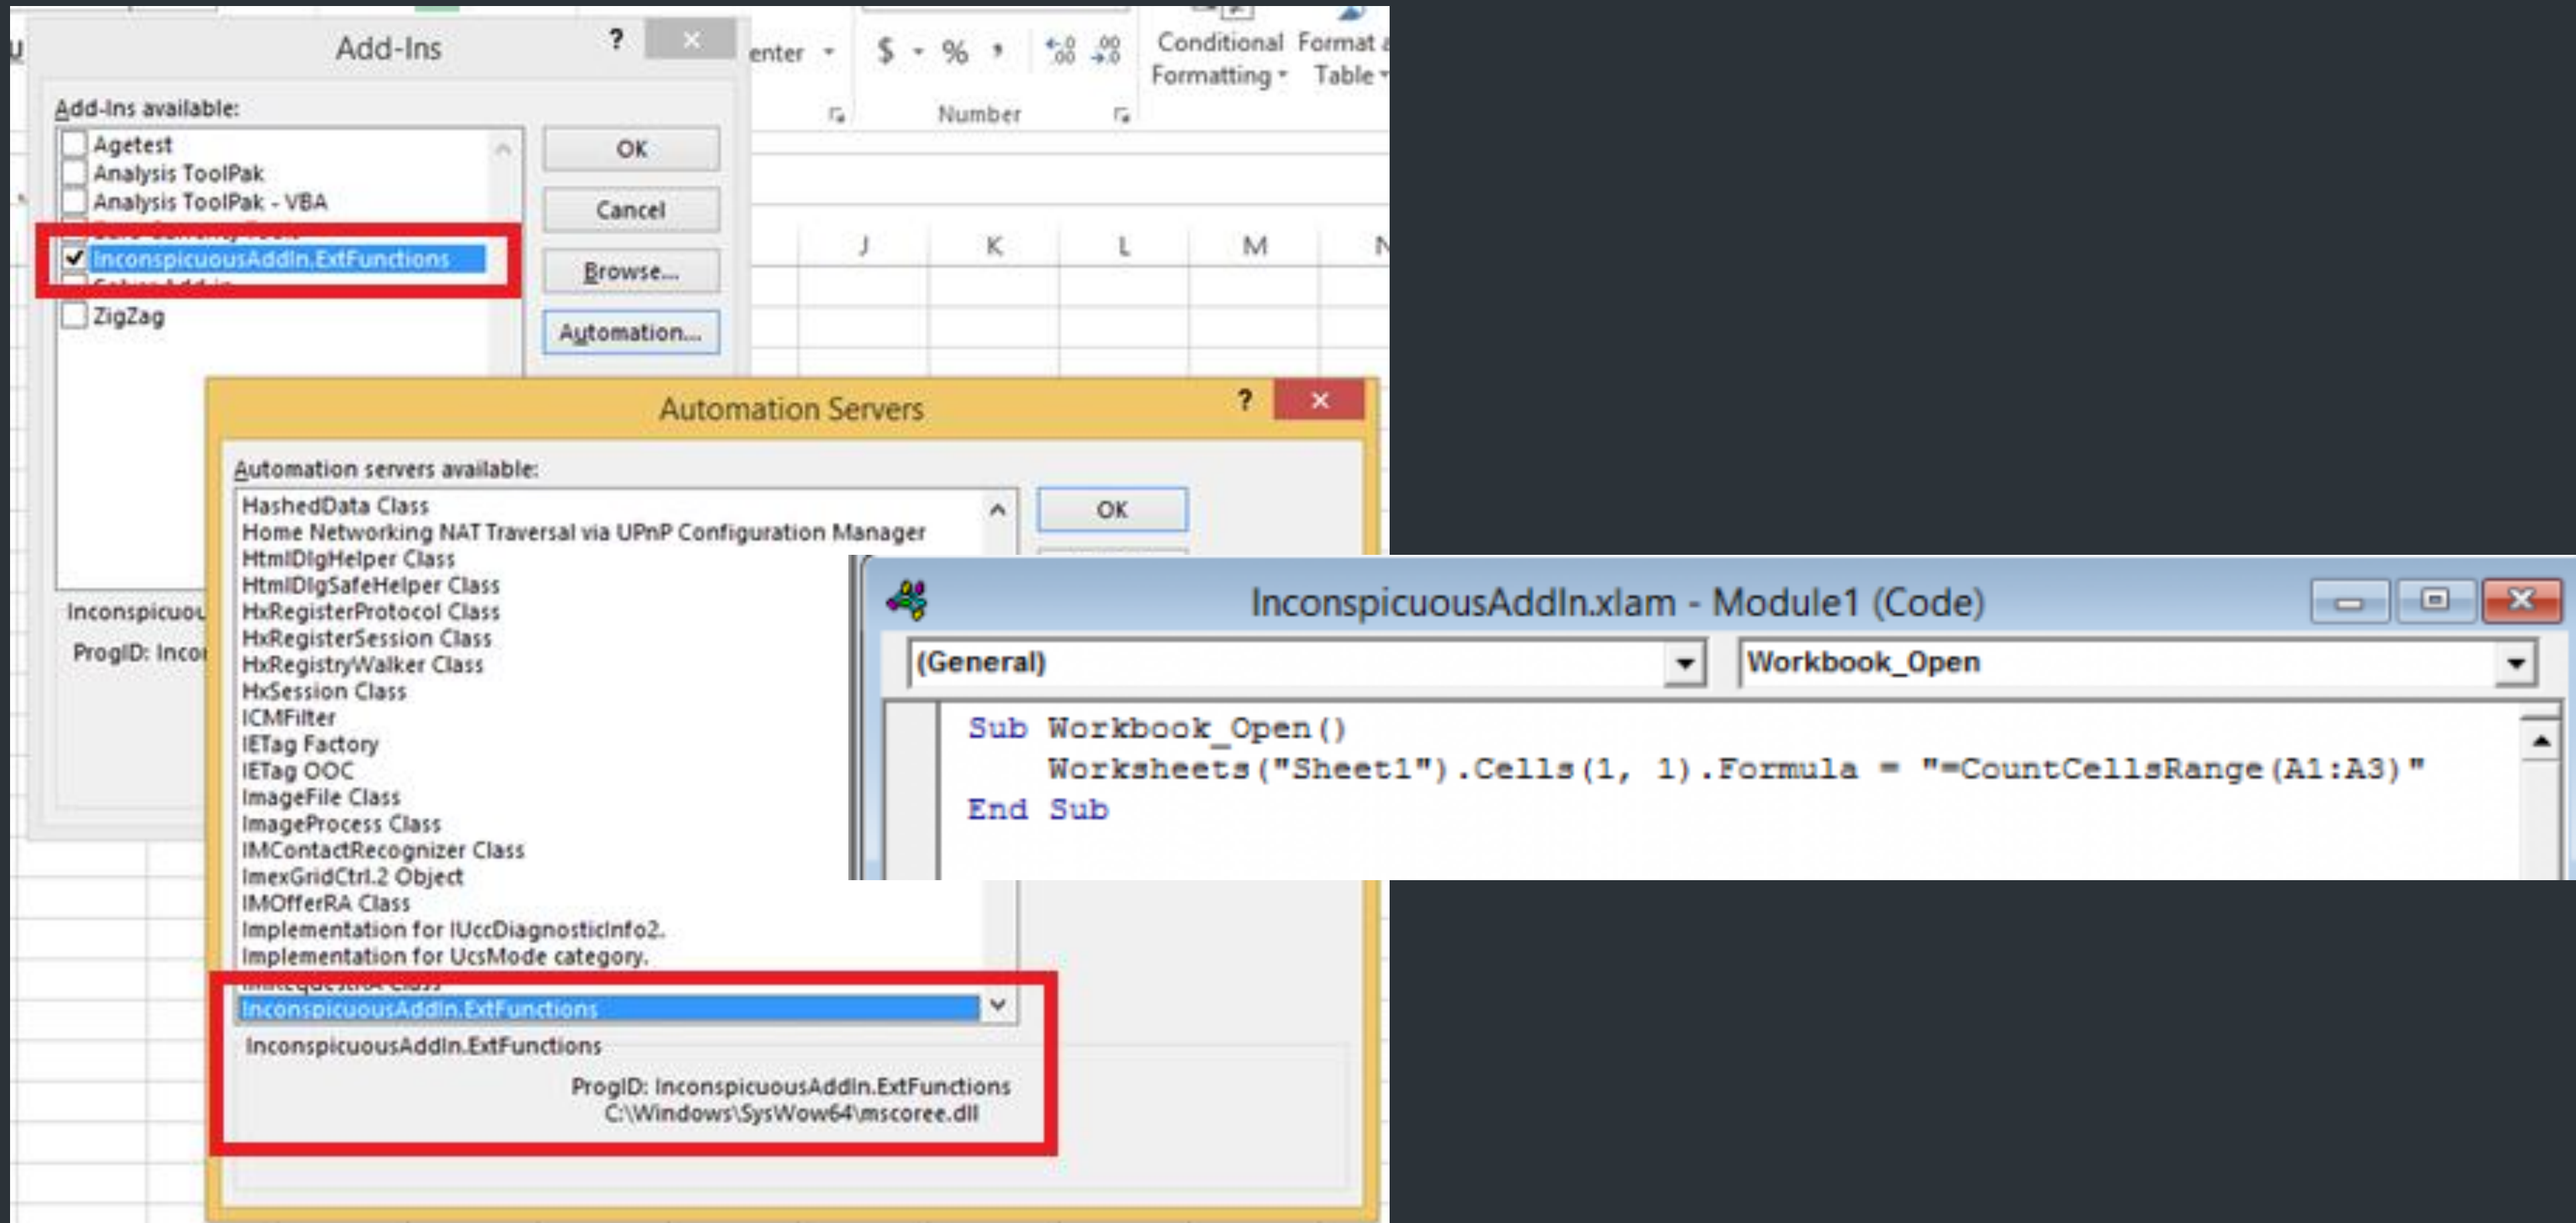 Add-Ins
?
enter
$ % ,
Conditional Format
Formatting Table
Number
Add-Ins available:
Agetest
Analysis ToolPak
Analysis ToolPak - VBA
InconspicuousAddIn.ExtFunctions
ZigZag
OK
Cancel
Browse...
Automation...
J K L M
Inconspicuou
ProgID: Incor
Automation Servers
?
Automation servers available:
HashedData Class
Home Networking NAT Traversal via UPnP Configuration Manager
HtmlDlgHelper Class
HtmlDlgSafeHelper Class
HxRegisterProtocol Class
HxRegisterSession Class
HxRegistryWalker Class
HxSession Class
ICMFilter
IETag Factory
IETag OOC
ImageFile Class
ImageProcess Class
IMContactRecognizer Class
ImexGridCtrl.2 Object
IMOfferRA Class
Implementation for IUccDiagnosticInfo2.
Implementation for UcsMode category.
InconspicuousAddIn.ExtFunctions
OK
InconspicuousAddIn.ExtFunctions
ProgID: InconspicuousAddIn.ExtFunctions
C:\Windows\SysWow64\mscoree.dll
InconspicuousAddIn.xlam - Module1 (Code)
(General)
Workbook_Open
Sub Workbook_Open()
Worksheets("Sheet1").Cells(1, 1).Formula = "=CountCellsRange(A1:A3)"
End Sub